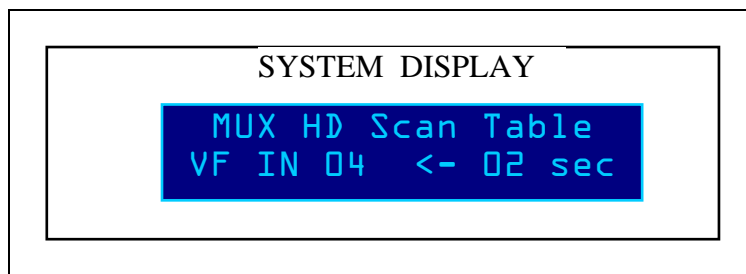 SYSTEM DISPLAY
MUX HD Scan Table
VF IN 04 <- 02 sec